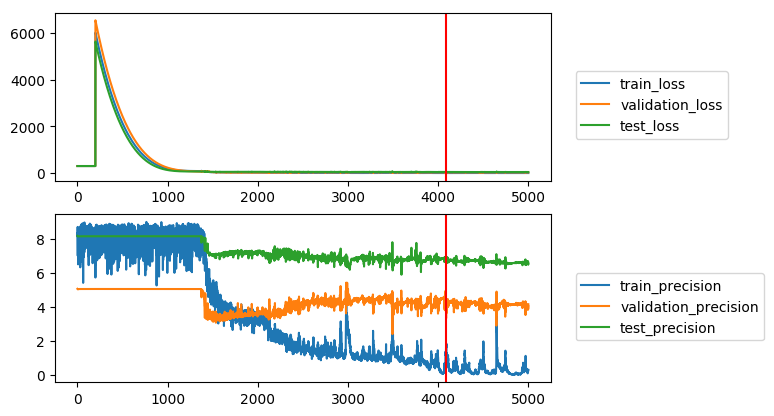 6000
4000
2000
0
0 1000 2000 3000 4000 5000
train_loss
validation_loss
test_loss
8
6
4
2
0
0 1000 2000 3000 4000 5000
train_precision
validation_precision
test_precision